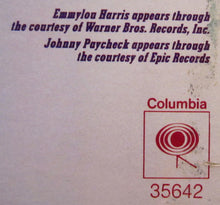 Emmylou Harris appears through
the courtesy of Warner Bros. Records, Inc.
Johnny Paycheck appears through
the courtesy of Epic Records
Columbia
35642